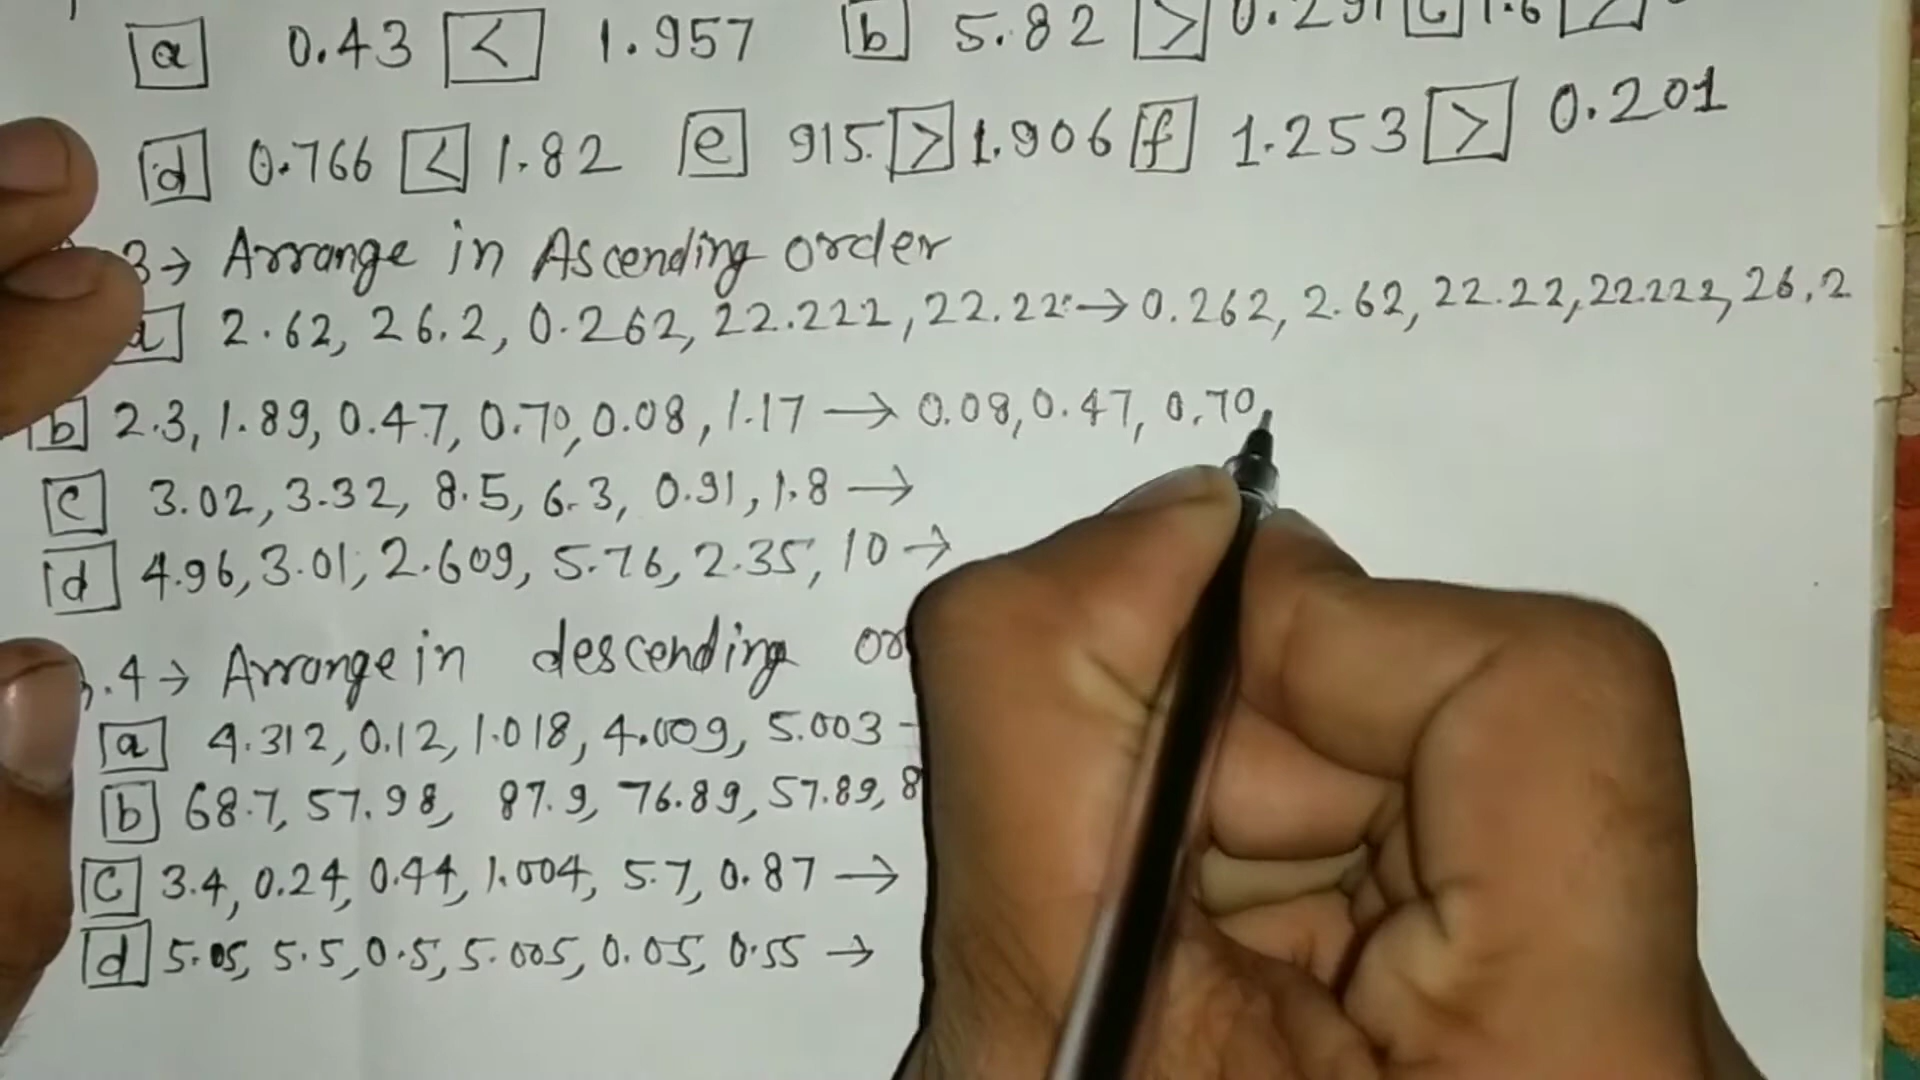 a 0.43 < 1.957 b 5.82 > 0.291 c 1.6 >
d 0.766 < 1.82 e 915. > 1.906 f 1.253 > 0.201
3→ Arrange in Ascending order
a 2.62, 26.2, 0.262, 22.222, 22.22 → 0.262, 2.62, 22.22, 22.222, 26.2
b 2.3, 1.89, 0.47, 0.70, 0.08, 1.17 → 0.08, 0.47, 0.70,
c 3.02, 3.32, 8.5, 6.3, 0.91, 1.8 →
d 4.96, 3.01, 2.609, 5.76, 2.35, 10 →
.4→ Arrange in descending or
a 4.312, 0.12, 1.018, 4.009, 5.003
b 68.7, 57.98, 87.9, 76.89, 57.89, 8
c 3.4, 0.24, 0.44, 1.004, 5.7, 0.87 →
d 5.05, 5.5, 0.5, 5.005, 0.05, 0.55 →